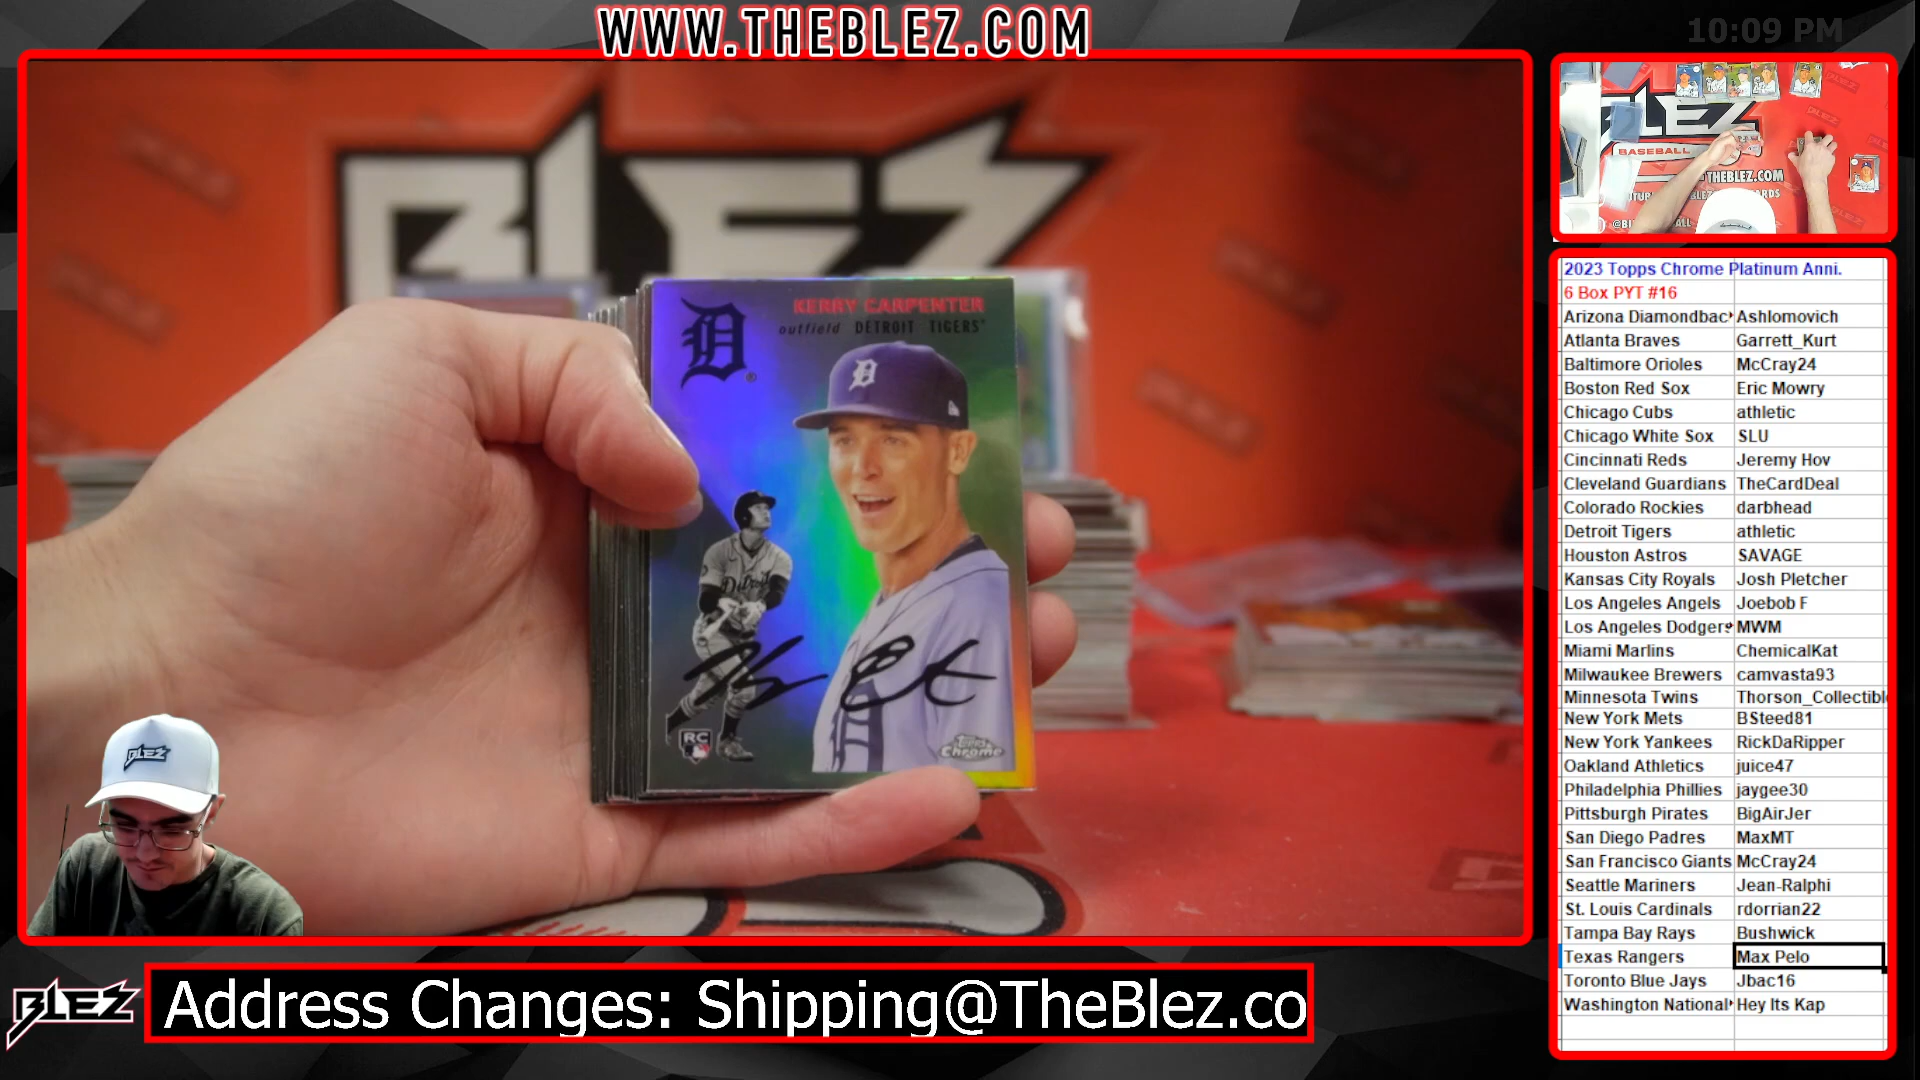 WWW.THEBLEZ.COM
10:09 PM
BLEZ
KERRY CARPENTER
outfield DETROIT TIGERS
D
Detroit
RC
Topps
Chrome
BLEZ
BLEZ
BASEBALL
THEBLEZ.COM
2023 Topps Chrome Platinum Anni.
6 Box PYT #16
Arizona Diamondbac Ashlomovich
Atlanta Braves Garrett_Kurt
Baltimore Orioles McCray24
Boston Red Sox Eric Mowry
Chicago Cubs athletic
Chicago White Sox SLU
Cincinnati Reds Jeremy Hov
Cleveland Guardians TheCardDeal
Colorado Rockies darbhead
Detroit Tigers athletic
Houston Astros SAVAGE
Kansas City Royals Josh Pletcher
Los Angeles Angels Joebob F
Los Angeles Dodgers MWM
Miami Marlins ChemicalKat
Milwaukee Brewers camvasta93
Minnesota Twins Thorson_Collectibl
New York Mets BSteed81
New York Yankees RickDaRipper
Oakland Athletics juice47
Philadelphia Phillies jaygee30
Pittsburgh Pirates BigAirJer
San Diego Padres MaxMT
San Francisco Giants McCray24
Seattle Mariners Jean-Ralphi
St. Louis Cardinals rdorrian22
Tampa Bay Rays Bushwick
Texas Rangers Max Pelo
Toronto Blue Jays Jbac16
Washington National Hey Its Kap
BLEZ
Address Changes: Shipping@TheBlez.co